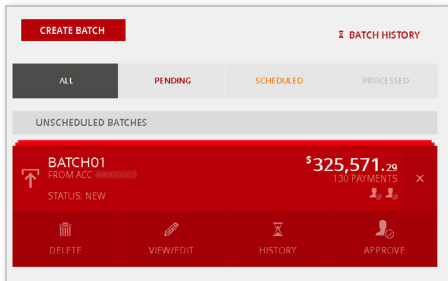 CREATE BATCH
BATCH HISTORY
ALL PENDING SCHEDULED PROCESSED
UNSCHEDULED BATCHES
BATCH01 $325,571.29
FROM ACC 130 PAYMENTS
STATUS: NEW
DELETE VIEW/EDIT HISTORY APPROVE